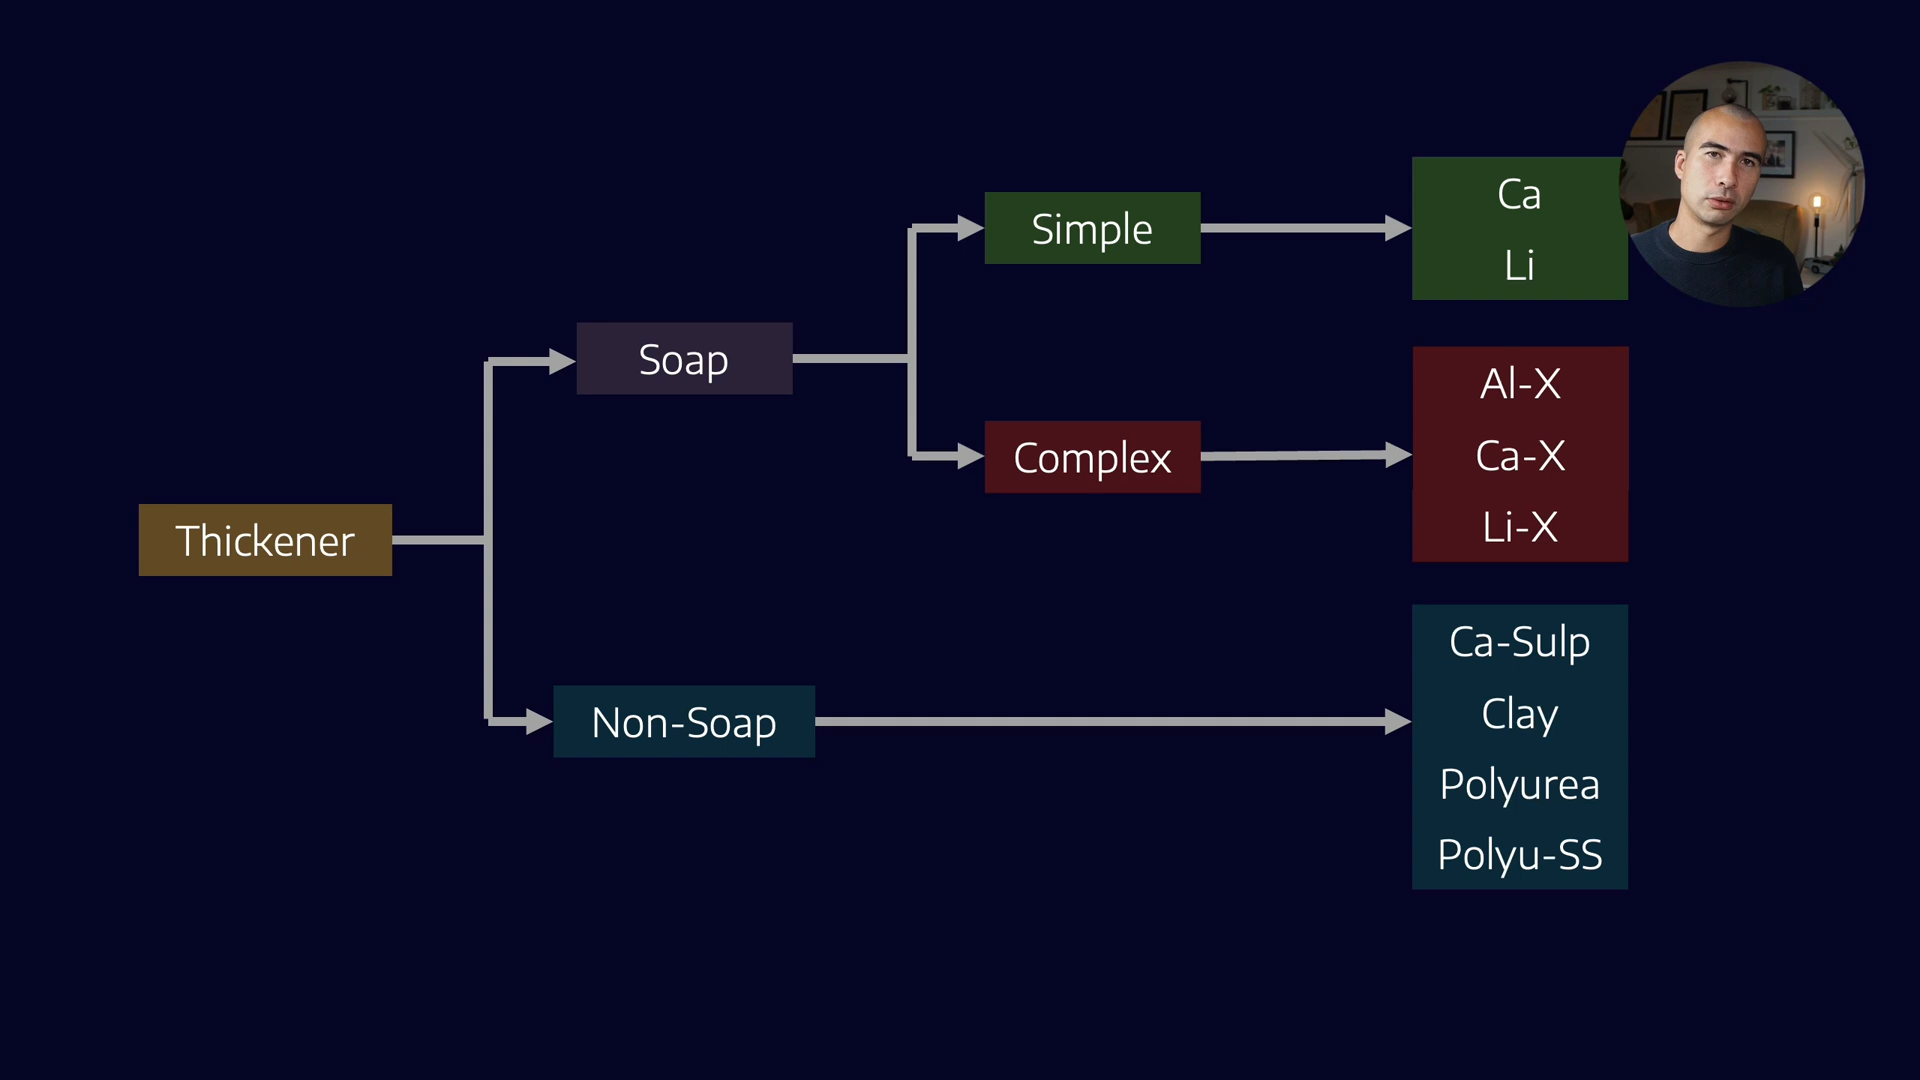 Thickener
Soap
Non-Soap
Simple
Complex
Ca
Li
Al-X
Ca-X
Li-X
Ca-Sulp
Clay
Polyurea
Polyu-SS